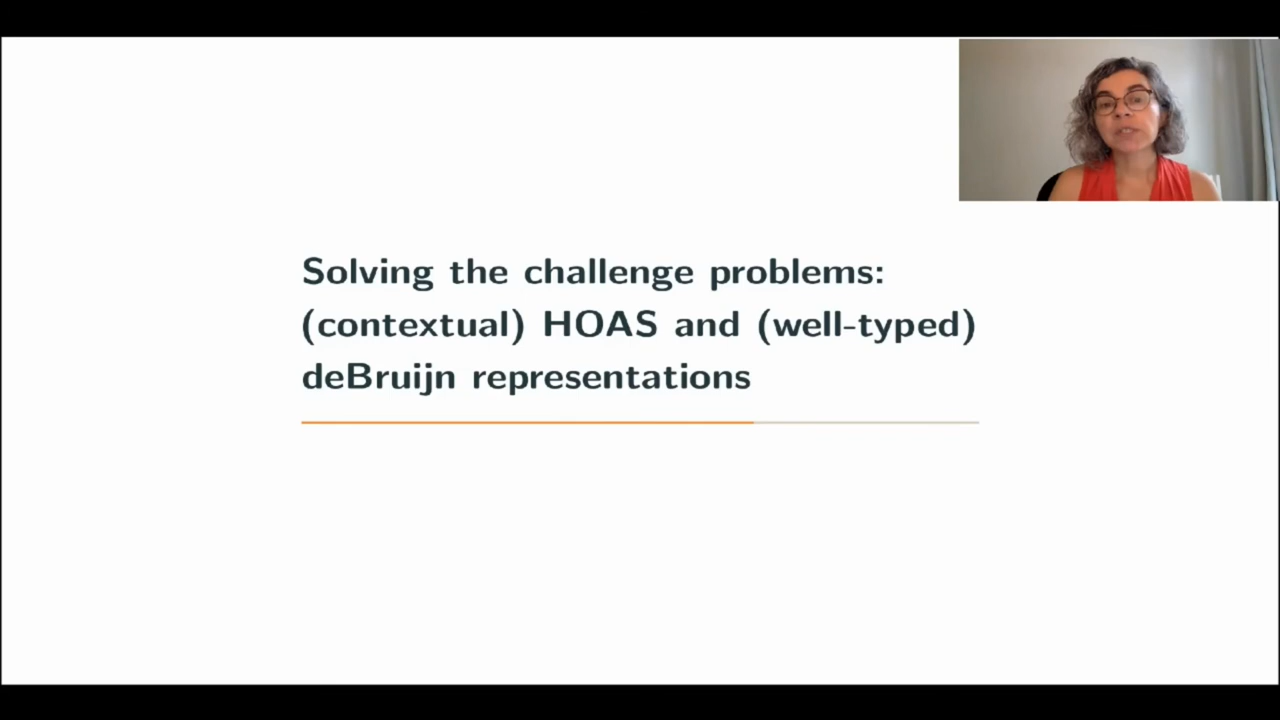 Solving the challenge problems:
(contextual) HOAS and (well-typed)
deBruijn representations